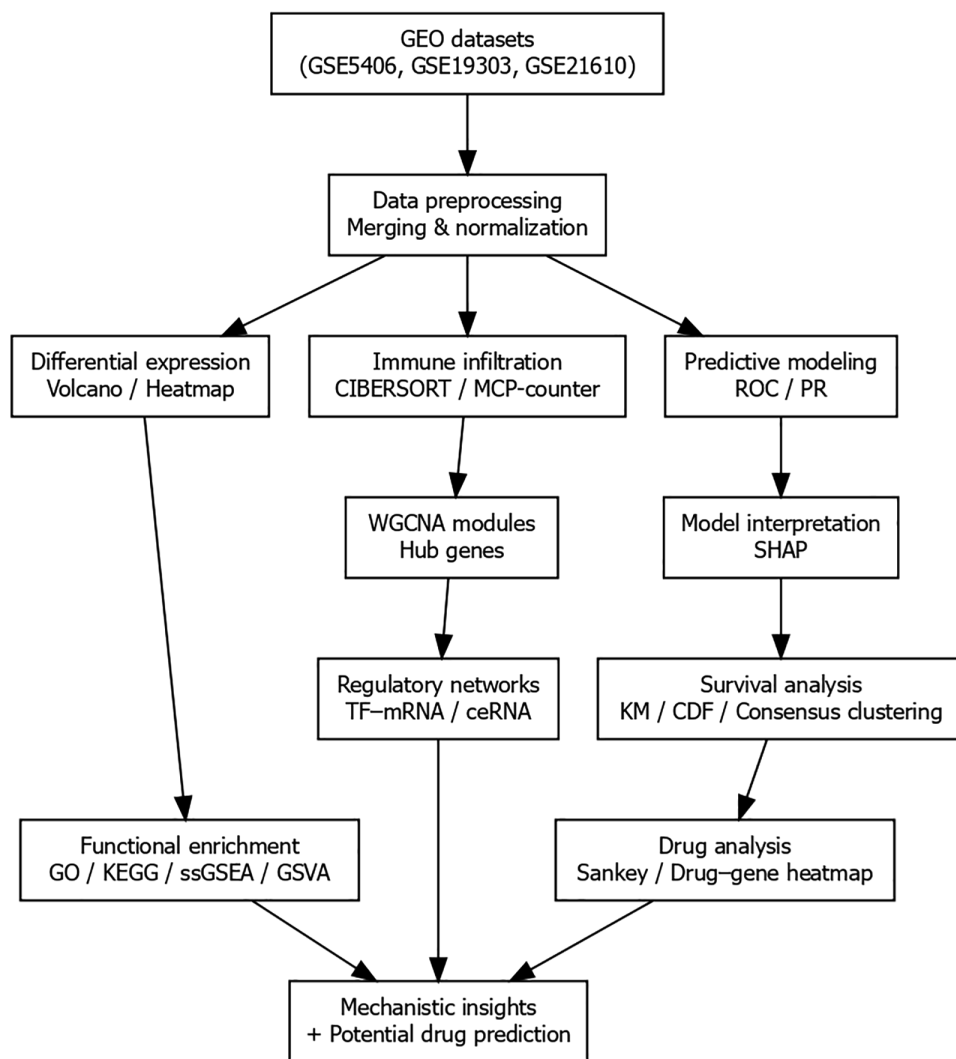 GEO datasets
(GSE5406, GSE19303, GSE21610)
Data preprocessing
Merging & normalization
Differential expression
Volcano / Heatmap
Immune infiltration
CIBERSORT / MCP-counter
Predictive modeling
ROC / PR
WGCNA modules
Hub genes
Model interpretation
SHAP
Regulatory networks
TF–mRNA / ceRNA
Survival analysis
KM / CDF / Consensus clustering
Functional enrichment
GO / KEGG / ssGSEA / GSVA
Drug analysis
Sankey / Drug–gene heatmap
Mechanistic insights
+ Potential drug prediction